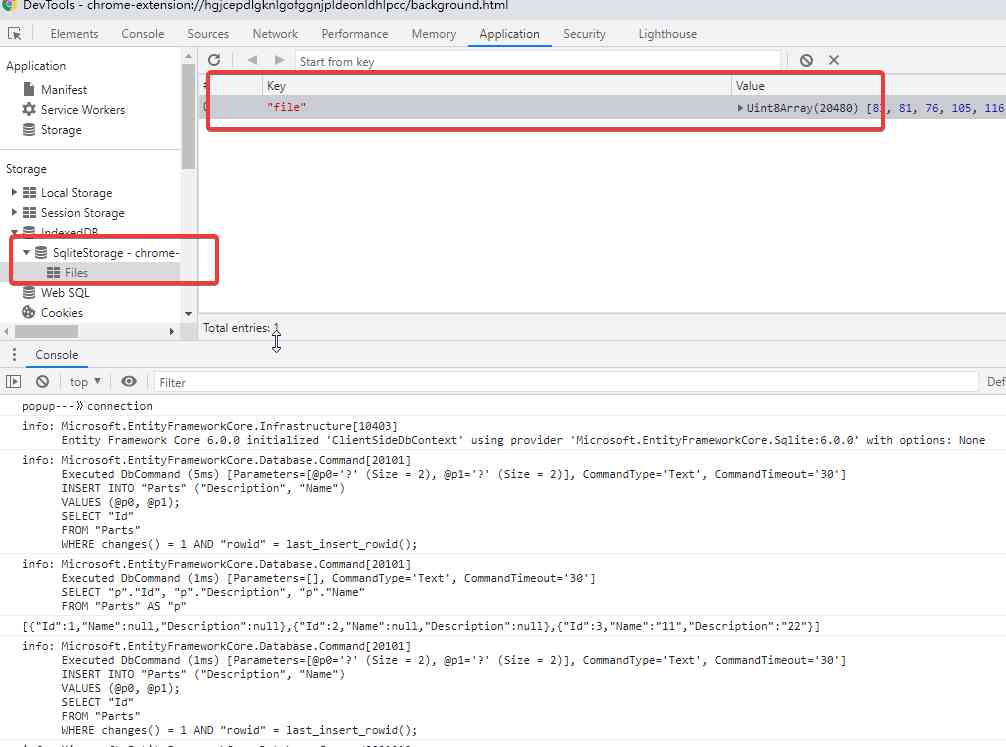 DevTools - chrome-extension://hgjcepdlgknlgofggnjpldeonldhlpcc/background.html
Elements Console Sources Network Performance Memory Application Security Lighthouse
Application
Manifest
Service Workers
Storage
Storage
Local Storage
Session Storage
IndexedDB
SqliteStorage - chrome-
Files
Web SQL
Cookies
Start from key
# Key Value
0 "file" Uint8Array(20480) [83, 81, 76, 105, 116
Total entries: 1
Console
top Filter Def
popup---》connection
info: Microsoft.EntityFrameworkCore.Infrastructure[10403]
Entity Framework Core 6.0.0 initialized 'ClientSideDbContext' using provider 'Microsoft.EntityFrameworkCore.Sqlite:6.0.0' with options: None
info: Microsoft.EntityFrameworkCore.Database.Command[20101]
Executed DbCommand (5ms) [Parameters=[@p0='?' (Size = 2), @p1='?' (Size = 2)], CommandType='Text', CommandTimeout='30']
INSERT INTO "Parts" ("Description", "Name")
VALUES (@p0, @p1);
SELECT "Id"
FROM "Parts"
WHERE changes() = 1 AND "rowid" = last_insert_rowid();
info: Microsoft.EntityFrameworkCore.Database.Command[20101]
Executed DbCommand (1ms) [Parameters=[], CommandType='Text', CommandTimeout='30']
SELECT "p"."Id", "p"."Description", "p"."Name"
FROM "Parts" AS "p"
[{"Id":1,"Name":null,"Description":null},{"Id":2,"Name":null,"Description":null},{"Id":3,"Name":"11","Description":"22"}]
info: Microsoft.EntityFrameworkCore.Database.Command[20101]
Executed DbCommand (1ms) [Parameters=[@p0='?' (Size = 2), @p1='?' (Size = 2)], CommandType='Text', CommandTimeout='30']
INSERT INTO "Parts" ("Description", "Name")
VALUES (@p0, @p1);
SELECT "Id"
FROM "Parts"
WHERE changes() = 1 AND "rowid" = last_insert_rowid();